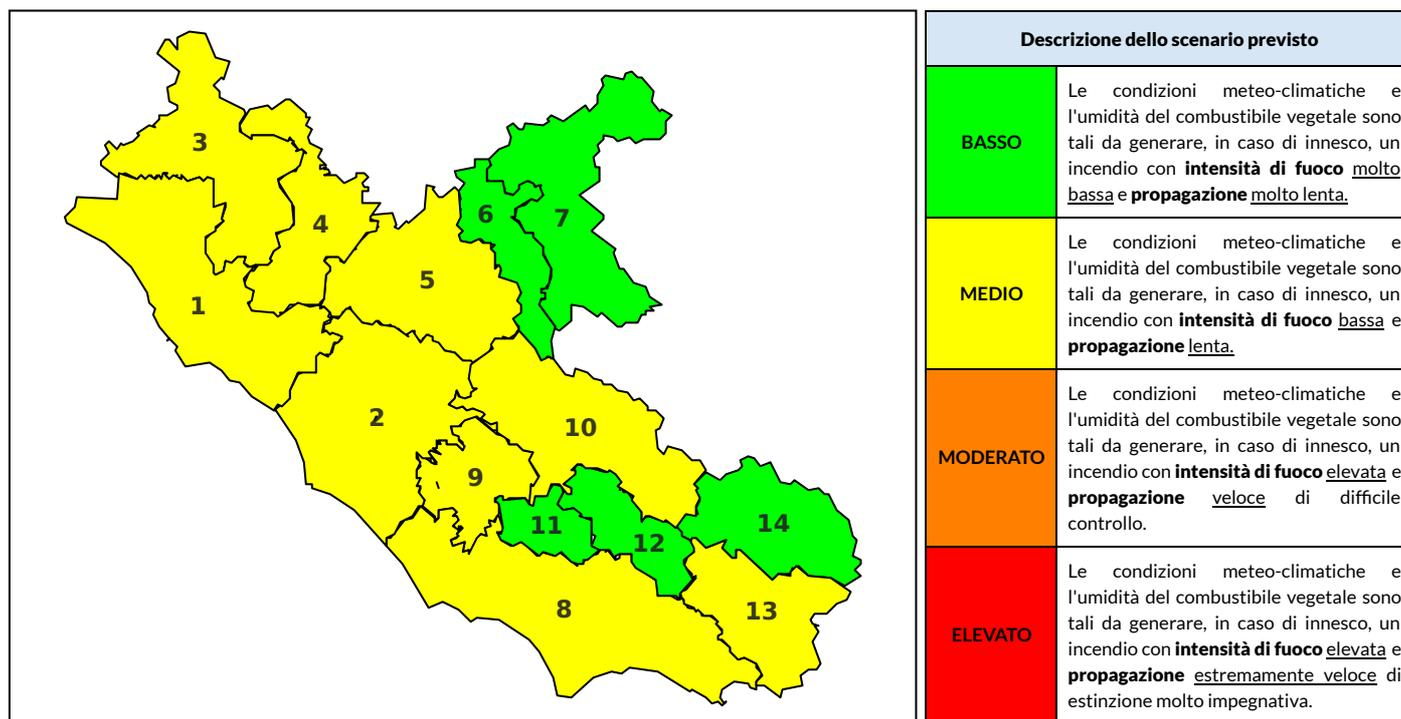 3
4
6
7
5
1
2
10
9
11
12
14
8
13
Descrizione dello scenario previsto
BASSO
Le condizioni meteo-climatiche e
l'umidità del combustibile vegetale sono
tali da generare, in caso di innesco, un
incendio con intensità di fuoco molto
bassa e propagazione molto lenta.
MEDIO
Le condizioni meteo-climatiche e
l'umidità del combustibile vegetale sono
tali da generare, in caso di innesco, un
incendio con intensità di fuoco bassa e
propagazione lenta.
MODERATO
Le condizioni meteo-climatiche e
l'umidità del combustibile vegetale sono
tali da generare, in caso di innesco, un
incendio con intensità di fuoco elevata e
propagazione veloce di difficile
controllo.
ELEVATO
Le condizioni meteo-climatiche e
l'umidità del combustibile vegetale sono
tali da generare, in caso di innesco, un
incendio con intensità di fuoco elevata e
propagazione estremamente veloce di
estinzione molto impegnativa.